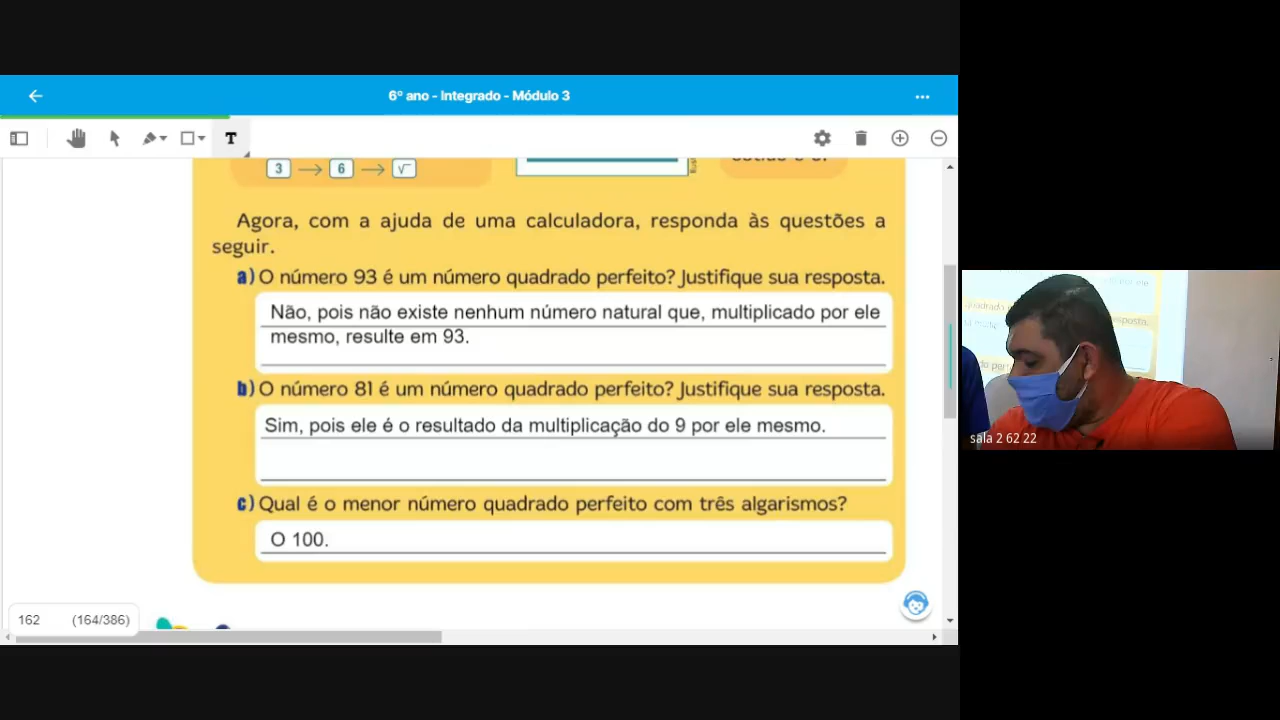 6º ano - Integrado - Módulo 3
T
3 → 6 → √
Agora, com a ajuda de uma calculadora, responda às questões a
seguir.
a) O número 93 é um número quadrado perfeito? Justifique sua resposta.
Não, pois não existe nenhum número natural que, multiplicado por ele
mesmo, resulte em 93.
b) O número 81 é um número quadrado perfeito? Justifique sua resposta.
Sim, pois ele é o resultado da multiplicação do 9 por ele mesmo.
c) Qual é o menor número quadrado perfeito com três algarismos?
O 100.
162 (164/386)
sala 2 62 22